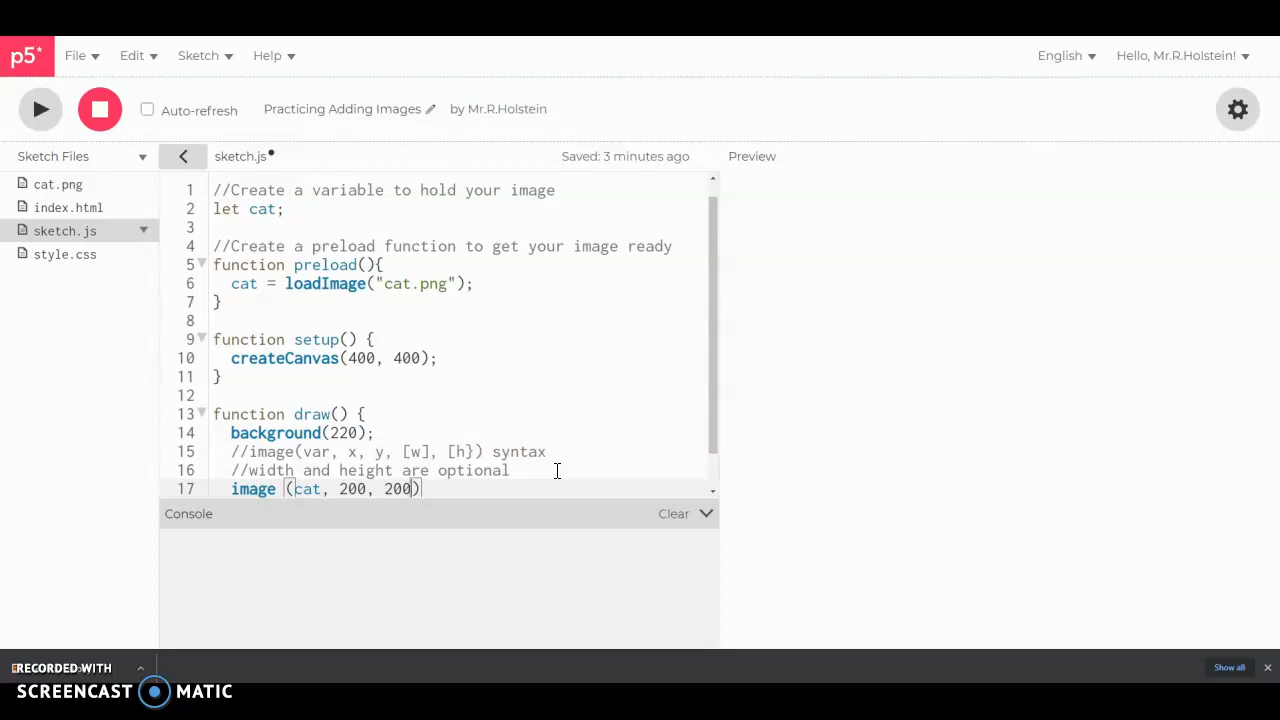 p5* File Edit Sketch Help English Hello, Mr.R.Holstein!
Auto-refresh Practicing Adding Images by Mr.R.Holstein
Sketch Files sketch.js Saved: 3 minutes ago Preview
cat.png
index.html
sketch.js
style.css
1 //Create a variable to hold your image
2 let cat;
3
4 //Create a preload function to get your image ready
5 function preload(){
6 cat = loadImage("cat.png");
7 }
8
9 function setup() {
10 createCanvas(400, 400);
11 }
12
13 function draw() {
14 background(220);
15 //image(var, x, y, [w], [h}) syntax
16 //width and height are optional
17 image (cat, 200, 200)
Console Clear
RECORDED WITH
SCREENCAST MATIC
Show all